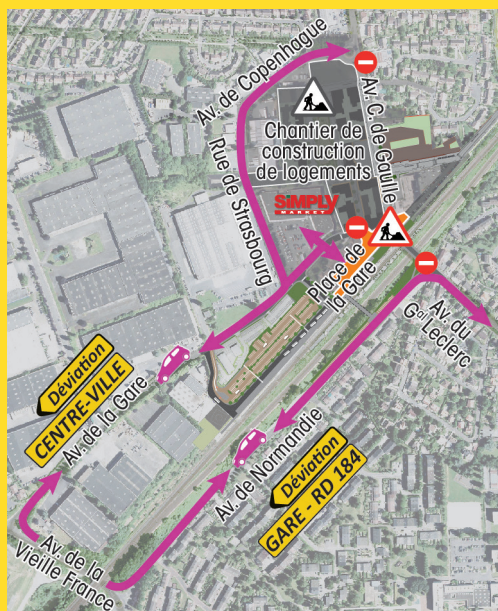 Av. de Copenhague
Av. C. de Gaulle
Chantier de
construction
de logements
Rue de Strasbourg
SiMPLY
MARKET
Place de
la Gare
Av. du
Gal Leclerc
Déviation
CENTRE-VILLE
Av. de la Gare
Av. de Normandie
Déviation
GARE - RD 184
Av. de la
Vieille France